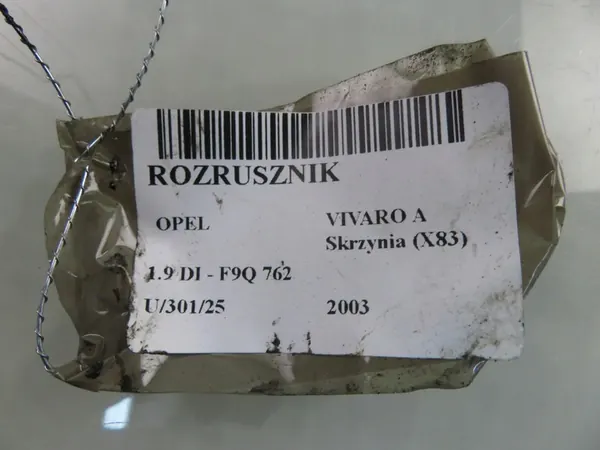 ROZRUSZNIK
OPEL VIVARO A
Skrzynia (X83)
1.9 DI - F9Q 762
U/301/25 2003